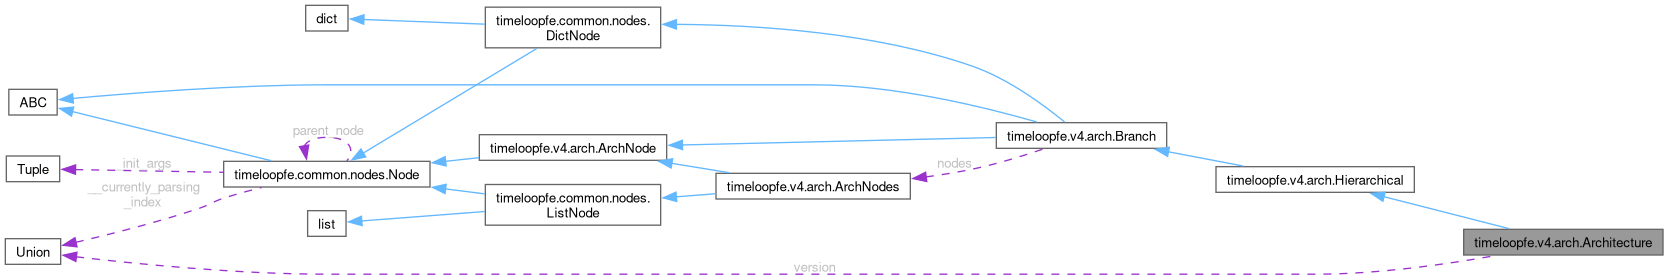 dict
timeloopfe.common.nodes.
DictNode
ABC
parent_node
timeloopfe.v4.arch.Branch
timeloopfe.v4.arch.ArchNode
Tuple
init_args
timeloopfe.common.nodes.Node
nodes
timeloopfe.v4.arch.ArchNodes
timeloopfe.v4.arch.Hierarchical
__currently_parsing
_index
timeloopfe.common.nodes.
ListNode
list
Union
timeloopfe.v4.arch.Architecture
version